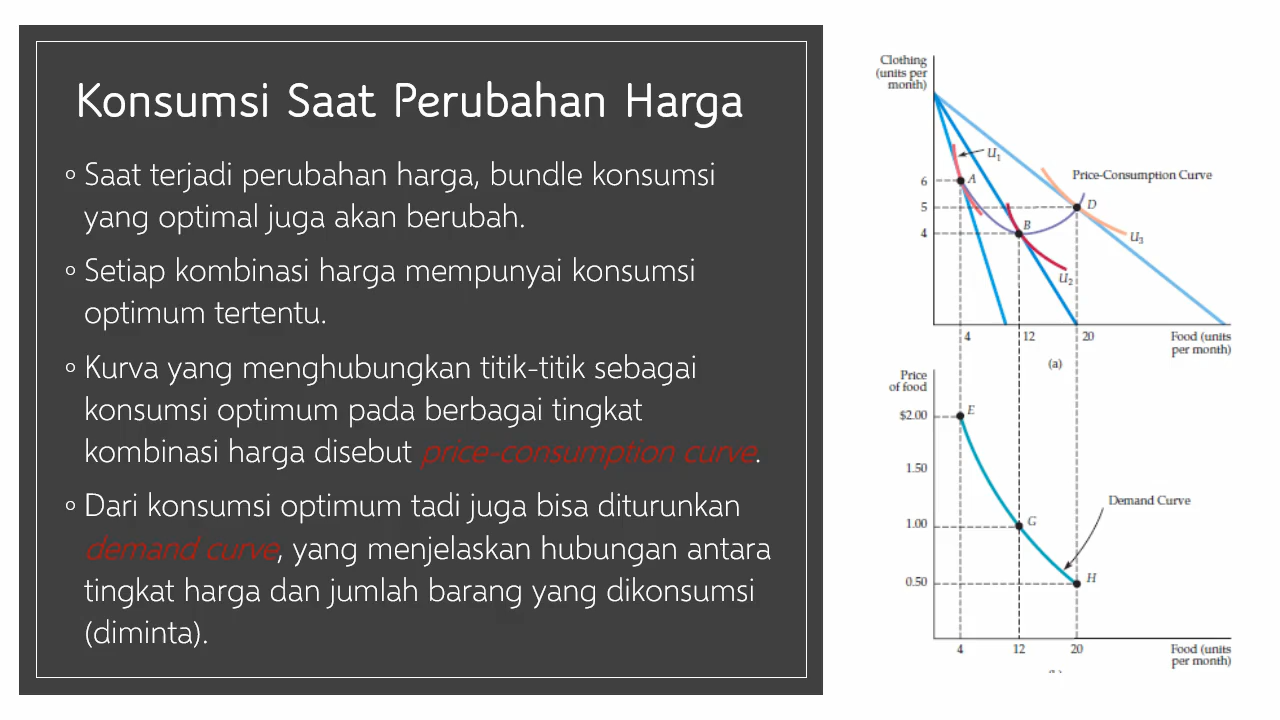 Konsumsi Saat Perubahan Harga
◦ Saat terjadi perubahan harga, bundle konsumsi
yang optimal juga akan berubah.
◦ Setiap kombinasi harga mempunyai konsumsi
optimum tertentu.
◦ Kurva yang menghubungkan titik-titik sebagai
konsumsi optimum pada berbagai tingkat
kombinasi harga disebut price-consumption curve.
◦ Dari konsumsi optimum tadi juga bisa diturunkan
demand curve, yang menjelaskan hubungan antara
tingkat harga dan jumlah barang yang dikonsumsi
(diminta).
Clothing
(units per
month)
U1
6
A
Price-Consumption Curve
5
D
4
B
U3
U2
4
12
20
Food (units
per month)
(a)
Price
of food
$2.00
E
1.50
Demand Curve
1.00
G
0.50
H
4
12
20
Food (units
per month)